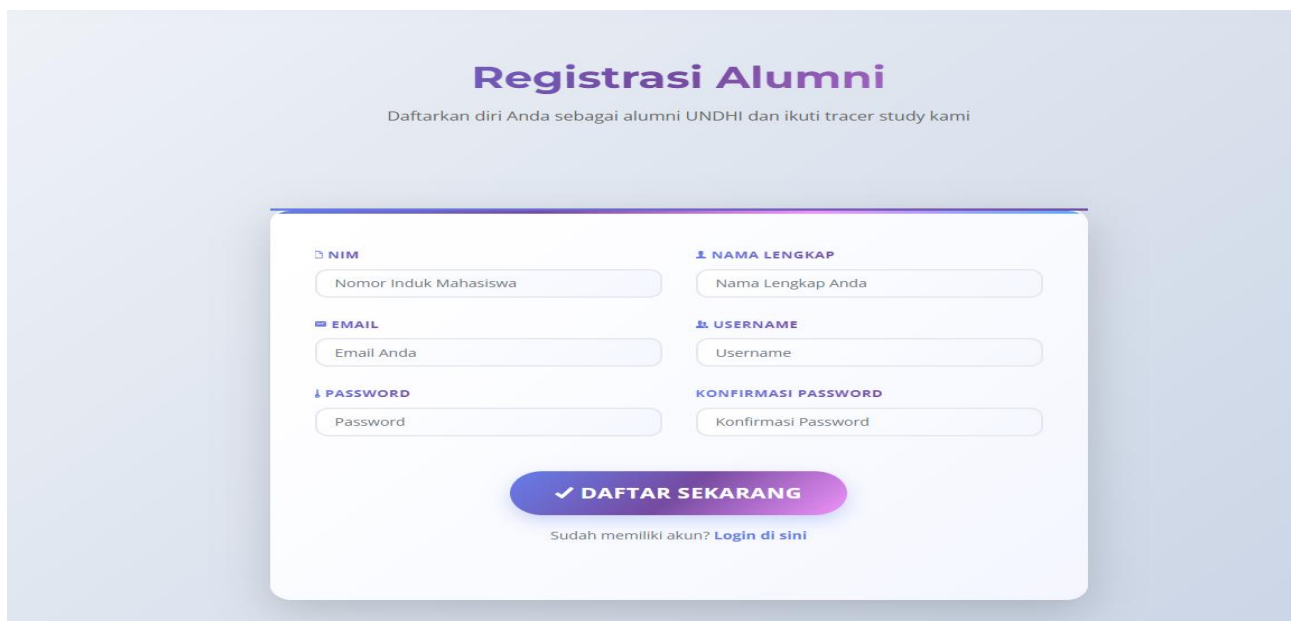 Registrasi Alumni
Daftarkan diri Anda sebagai alumni UNDHI dan ikuti tracer study kami
NIM
Nomor Induk Mahasiswa
NAMA LENGKAP
Nama Lengkap Anda
EMAIL
Email Anda
USERNAME
Username
PASSWORD
Password
KONFIRMASI PASSWORD
Konfirmasi Password
DAFTAR SEKARANG
Sudah memiliki akun? Login di sini